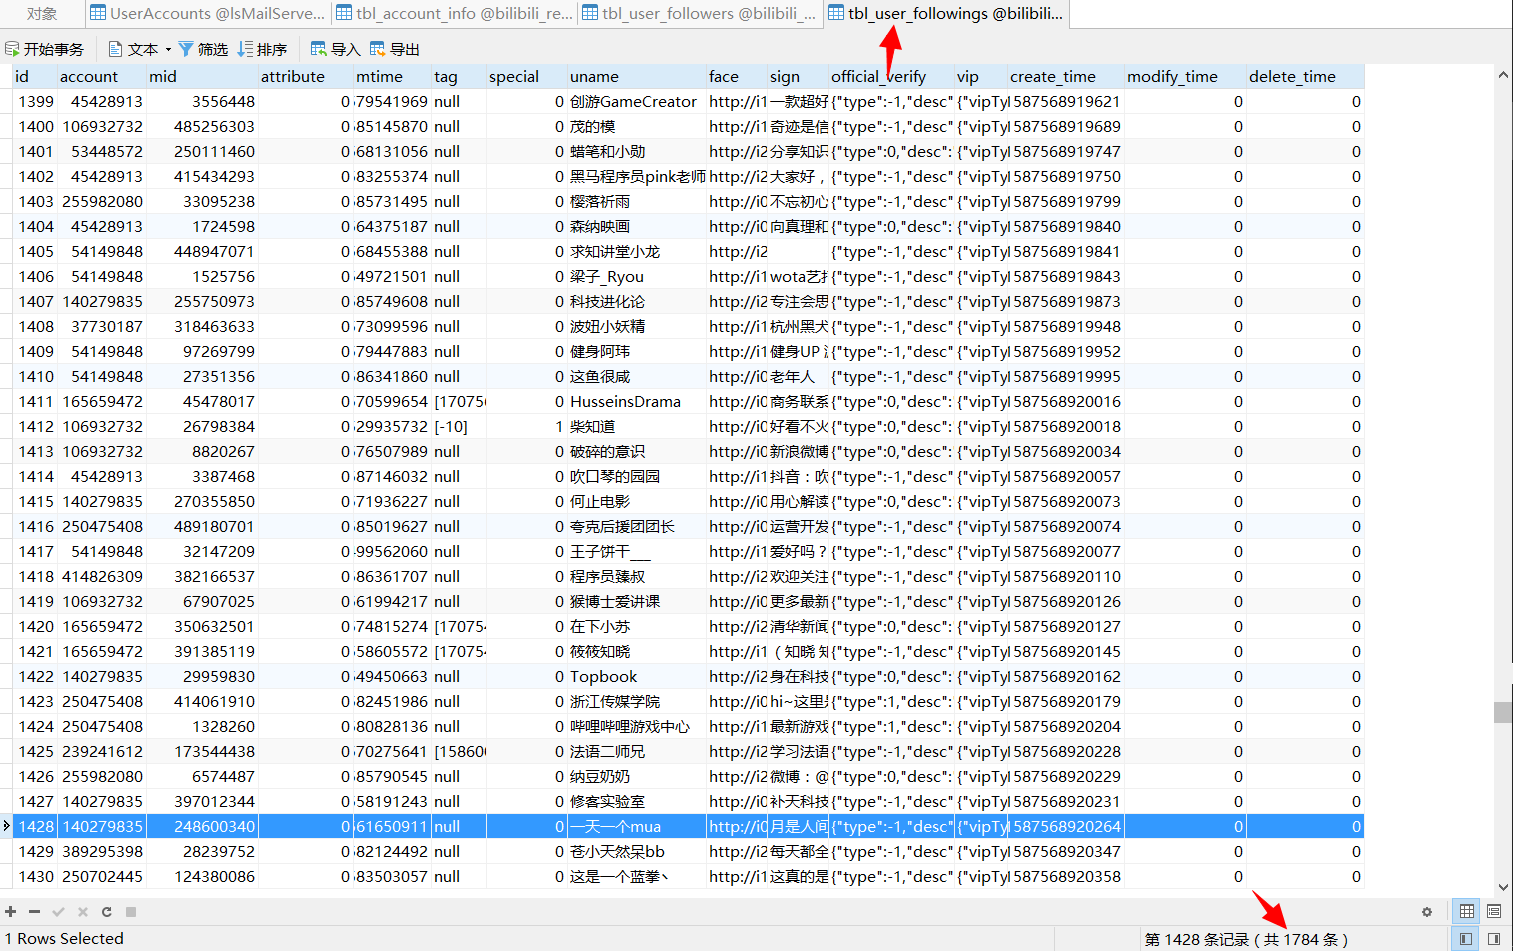 对象 UserAccounts @IsMailServe... tbl_account_info @bilibili_re... tbl_user_followers @bilibili_... tbl_user_followings @bilibili...
开始事务 文本 筛选 排序 导入 导出
id account mid attribute mtime tag special uname face sign official_verify vip create_time modify_time delete_time
1399 45428913 3556448 0 579541969 null 0 创游GameCreator http://i1 一款超好 {"type":-1,"desc" {"vipTy 587568919621 0 0
1400 106932732 485256303 0 585145870 null 0 茂的模 http://i1 奇迹是信 {"type":-1,"desc" {"vipTy 587568919689 0 0
1401 53448572 250111460 0 568131056 null 0 蜡笔和小勋 http://i2 分享知识 {"type":0,"desc": {"vipTy 587568919747 0 0
1402 45428913 415434293 0 583255374 null 0 黑马程序员pink老师 http://i2 大家好， {"type":-1,"desc" {"vipTy 587568919750 0 0
1403 255982080 33095238 0 585731495 null 0 樱落祈雨 http://i0 不忘初心 {"type":-1,"desc" {"vipTy 587568919799 0 0
1404 45428913 1724598 0 564375187 null 0 森纳映画 http://i0 向真理和 {"type":0,"desc": {"vipTy 587568919840 0 0
1405 54149848 448947071 0 568455388 null 0 求知讲堂小龙 http://i2 {"type":-1,"desc" {"vipTy 587568919841 0 0
1406 54149848 1525756 0 549721501 null 0 梁子_Ryou http://i1 wota艺 {"type":-1,"desc" {"vipTy 587568919843 0 0
1407 140279835 255750973 0 585749608 null 0 科技进化论 http://i2 专注会思 {"type":-1,"desc" {"vipTy 587568919873 0 0
1408 37730187 318463633 0 573099596 null 0 波妞小妖精 http://i1 杭州黑犬 {"type":-1,"desc" {"vipTy 587568919948 0 0
1409 54149848 97269799 0 579447883 null 0 健身阿玮 http://i1 健身UP {"type":-1,"desc" {"vipTy 587568919952 0 0
1410 54149848 27351356 0 586341860 null 0 这鱼很咸 http://i0 老年人 {"type":-1,"desc" {"vipTy 587568919995 0 0
1411 165659472 45478017 0 570599654 [17075 0 HusseinsDrama http://i0 商务联系 {"type":0,"desc": {"vipTy 587568920016 0 0
1412 106932732 26798384 0 529935732 [-10] 1 柴知道 http://i0 好看不火 {"type":0,"desc": {"vipTy 587568920018 0 0
1413 106932732 8820267 0 576507989 null 0 破碎的意识 http://i0 新浪微博 {"type":0,"desc": {"vipTy 587568920034 0 0
1414 45428913 3387468 0 587146032 null 0 吹口琴的园园 http://i1 抖音：吹 {"type":-1,"desc" {"vipTy 587568920057 0 0
1415 140279835 270355850 0 571936227 null 0 何止电影 http://i0 用心解读 {"type":0,"desc": {"vipTy 587568920073 0 0
1416 250475408 489180701 0 585019627 null 0 夸克后援团团长 http://i0 运营开发 {"type":-1,"desc" {"vipTy 587568920074 0 0
1417 54149848 32147209 0 499562060 null 0 王子饼干___ http://i1 爱好吗？ {"type":-1,"desc" {"vipTy 587568920077 0 0
1418 414826309 382166537 0 586361707 null 0 程序员臻叔 http://i2 欢迎关注 {"type":-1,"desc" {"vipTy 587568920110 0 0
1419 106932732 67907025 0 561994217 null 0 猴博士爱讲课 http://i0 更多最新 {"type":-1,"desc" {"vipTy 587568920126 0 0
1420 165659472 350632501 0 574815274 [17075 0 在下小苏 http://i2 清华新闻 {"type":0,"desc": {"vipTy 587568920127 0 0
1421 165659472 391385119 0 558605572 [17075 0 筱筱知晓 http://i1 （知晓 知 {"type":-1,"desc" {"vipTy 587568920145 0 0
1422 140279835 29959830 0 549450663 null 0 Topbook http://i2 身在科技 {"type":0,"desc": {"vipTy 587568920162 0 0
1423 250475408 414061910 0 582451986 null 0 浙江传媒学院 http://i0 hi~这里 {"type":1,"desc": {"vipTy 587568920179 0 0
1424 250475408 1328260 0 580828136 null 0 哔哩哔哩游戏中心 http://i1 最新游戏 {"type":1,"desc": {"vipTy 587568920204 0 0
1425 239241612 173544438 0 570275641 [15860 0 法语二师兄 http://i2 学习法语 {"type":-1,"desc" {"vipTy 587568920228 0 0
1426 255982080 6574487 0 585790545 null 0 纳豆奶奶 http://i2 微博：@ {"type":0,"desc": {"vipTy 587568920229 0 0
1427 140279835 397012344 0 558191243 null 0 修客实验室 http://i0 补天科技 {"type":-1,"desc" {"vipTy 587568920231 0 0
1428 140279835 248600340 0 561650911 null 0 一天一个mua http://i0 月是人间 {"type":-1,"desc" {"vipTy 587568920264 0 0
1429 389295398 28239752 0 582124492 null 0 苍小天然呆bb http://i2 每天都全 {"type":-1,"desc" {"vipTy 587568920347 0 0
1430 250702445 124380086 0 583503057 null 0 这是一个蓝拳丶 http://i1 这真的是 {"type":-1,"desc" {"vipTy 587568920358 0 0
1 Rows Selected 第 1428 条记录 ( 共 1784 条 )